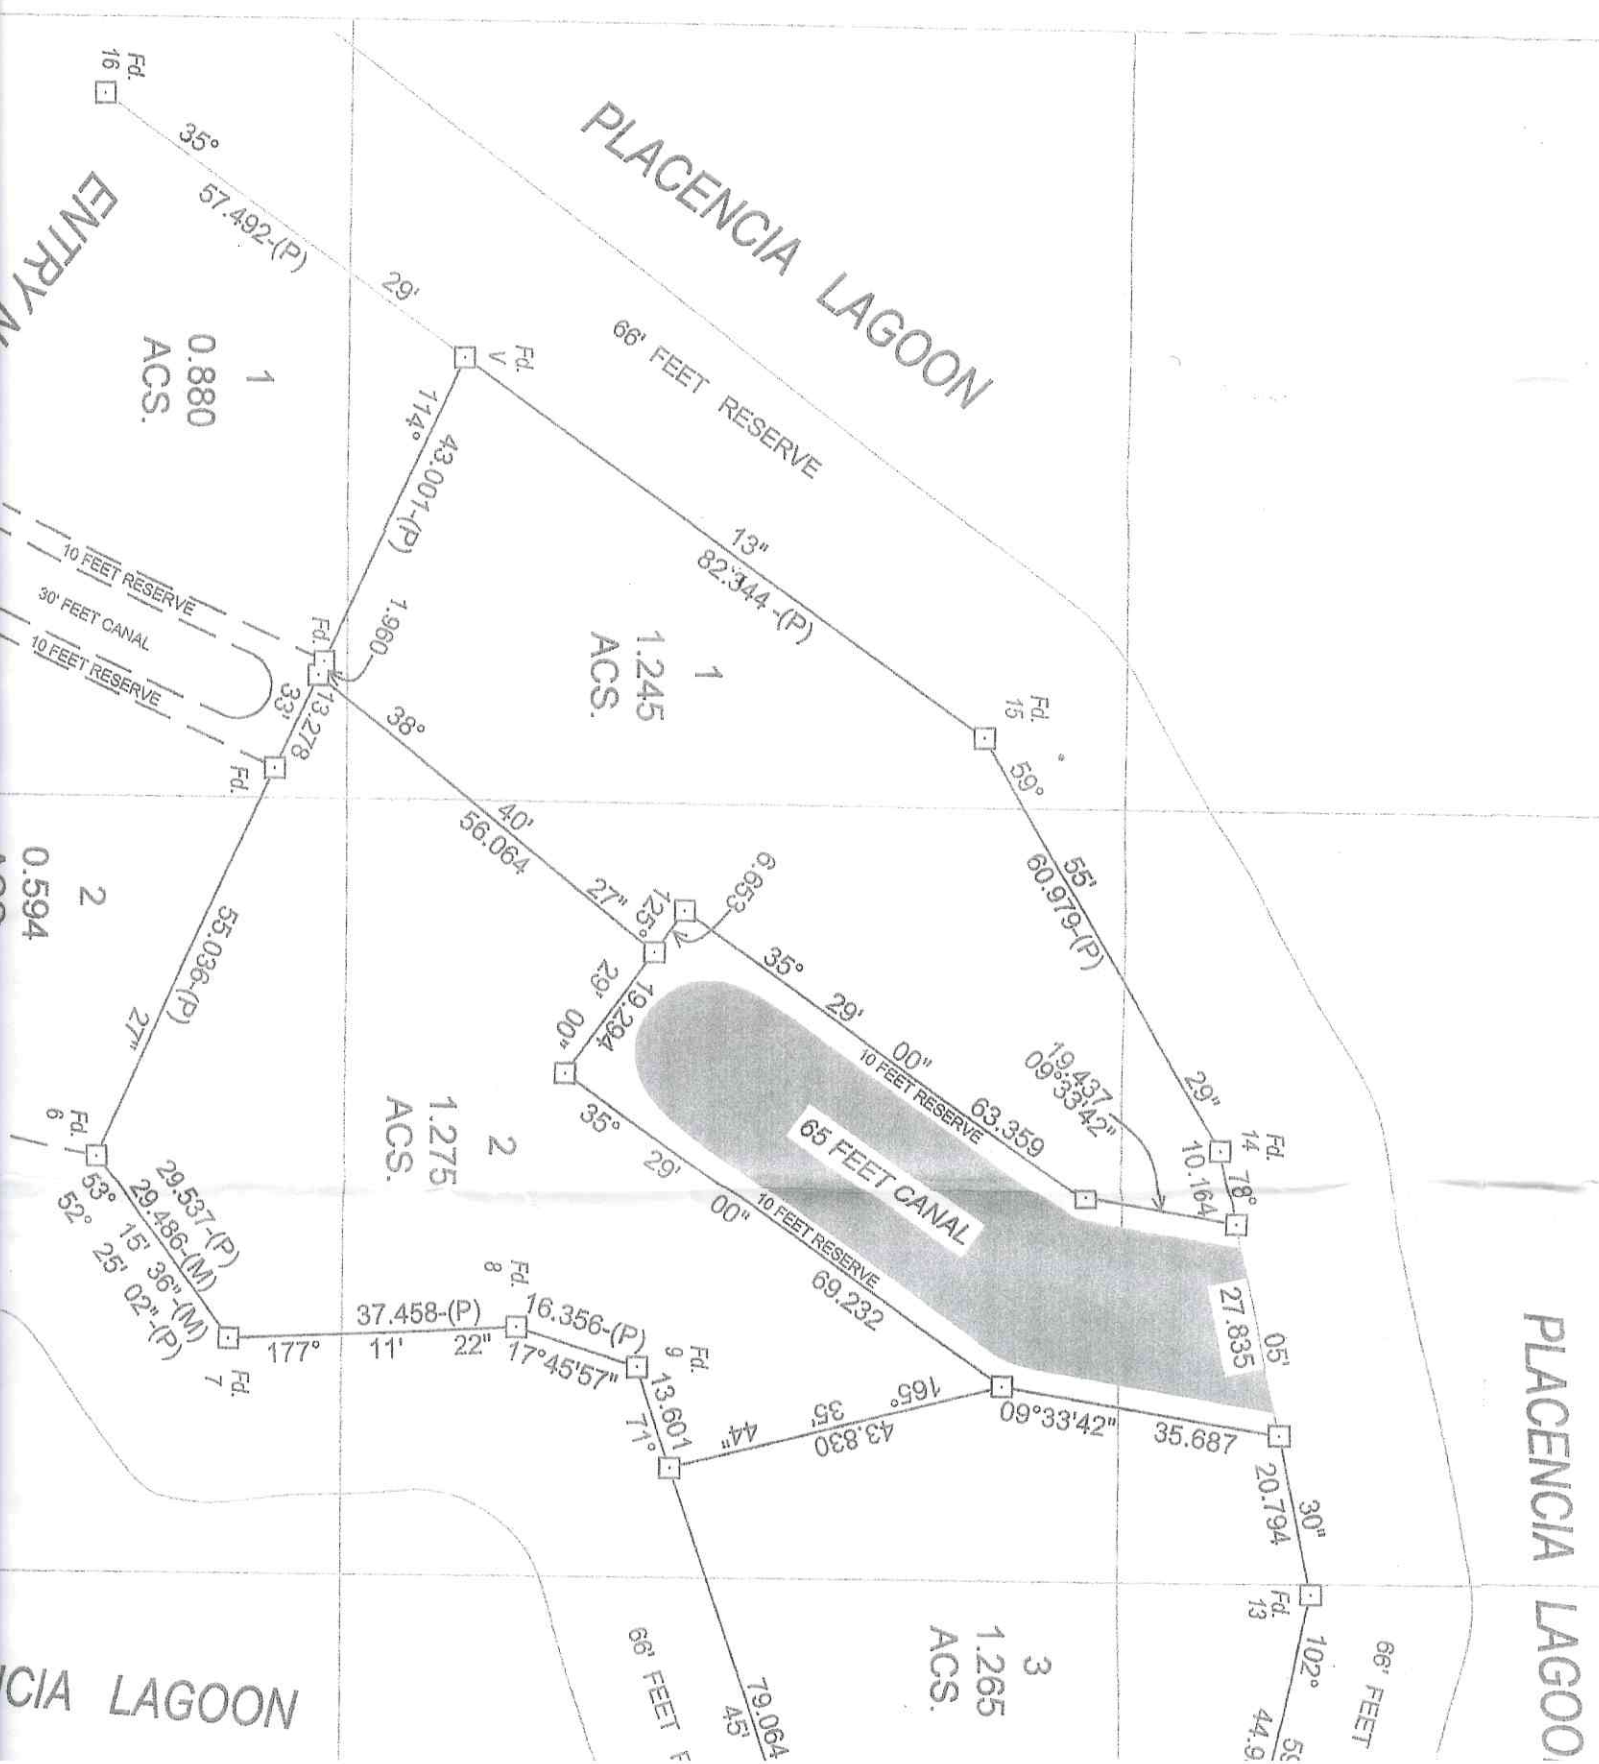 PLACENCIA LAGOON
66' FEET RESERVE
Fd.
16
35°
57.492-(P)
29'
1
0.880
ACS.
Fd.
V
114°
43.001-(P)
1.960
13"
82.344 -(P)
1
1.245
ACS.
Fd.
15
59°
55'
60.979-(P)
29"
Fd.
14
78°
10.164
05'
27.835
10 FEET RESERVE
30' FEET CANAL
10 FEET RESERVE
Fd.
33'
13.278
Fd.
38°
40'
56.064
27"
125°
6.653
29'
00"
19.294
35°
29'
00"
10 FEET RESERVE
63.359
19.437
09°33'42"
65 FEET CANAL
35°
29'
00"
10 FEET RESERVE
69.232
09°33'42"
35.687
30"
20.794
Fd.
13
102°
66' FEET
PLACENCIA
2
0.594
55.036-(P)
27"
Fd.
6
2
1.275
ACS.
29.537-(P)
29.486-(M)
53° 15' 36"-(M)
52° 25' 02"-(P)
Fd.
7
37.458-(P)
177° 11' 22"
Fd.
8
16.356-(P)
17°45'57"
Fd.
9
13.601
71°
165°
35'
44"
43.830
79.064
45'
3
1.265
ACS.
66' FEET
LAGOON
ENTRY